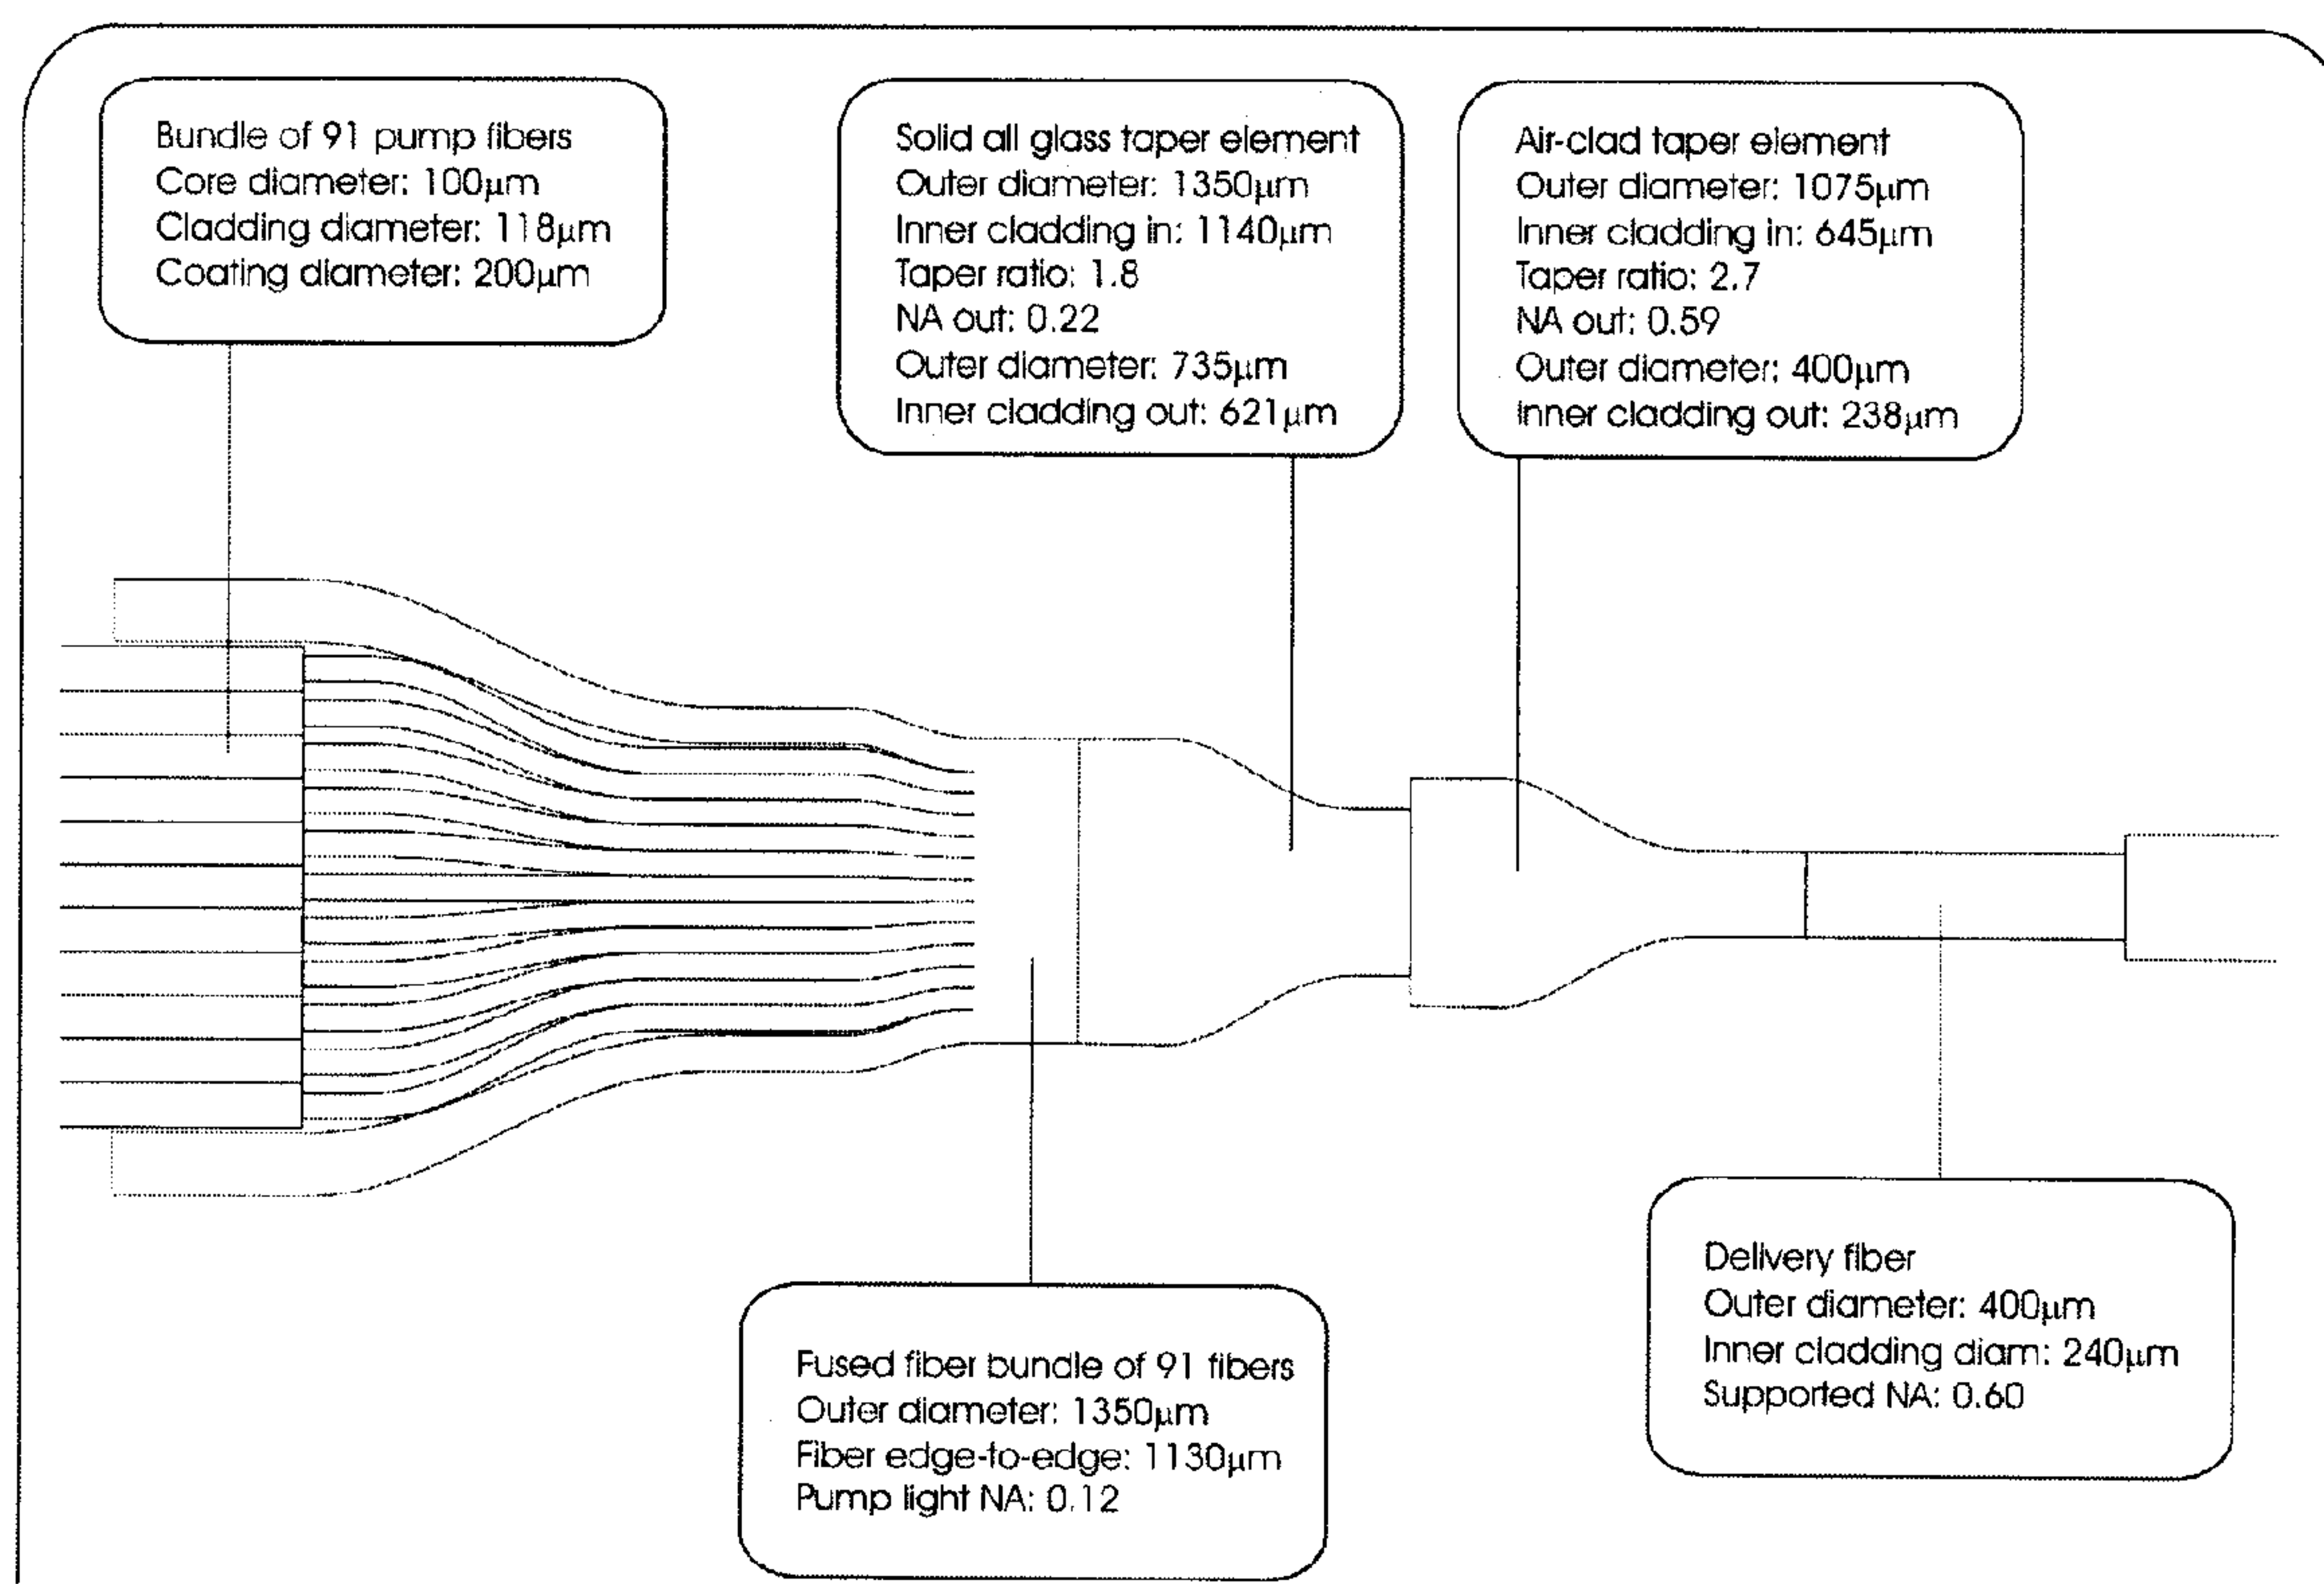 Bundle of 91 pump fibers
Core diameter: 100µm
Cladding diameter: 118µm
Coating diameter: 200µm
Solid all glass taper element
Outer diameter: 1350µm
Inner cladding in: 1140µm
Taper ratio: 1.8
NA out: 0.22
Outer diameter: 735µm
Inner cladding out: 621µm
Air-clad taper element
Outer diameter: 1075µm
Inner cladding in: 645µm
Taper ratio: 2.7
NA out: 0.59
Outer diameter: 400µm
Inner cladding out: 238µm
Fused fiber bundle of 91 fibers
Outer diameter: 1350µm
Fiber edge-to-edge: 1130µm
Pump light NA: 0.12
Delivery fiber
Outer diameter: 400µm
Inner cladding diam: 240µm
Supported NA: 0.60